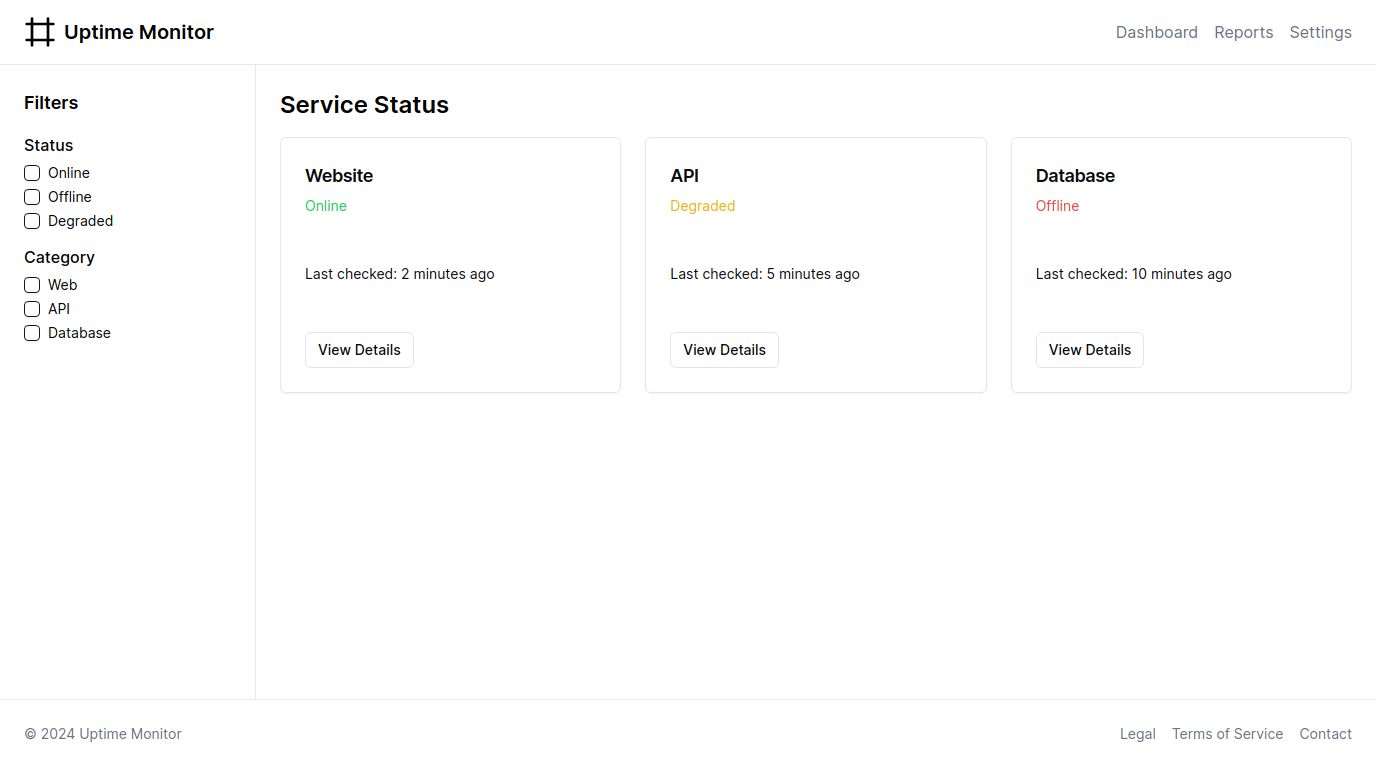 Uptime Monitor
Dashboard Reports Settings
Filters
Status
Online
Offline
Degraded
Category
Web
API
Database
Service Status
Website
Online
Last checked: 2 minutes ago
View Details
API
Degraded
Last checked: 5 minutes ago
View Details
Database
Offline
Last checked: 10 minutes ago
View Details
© 2024 Uptime Monitor
Legal Terms of Service Contact